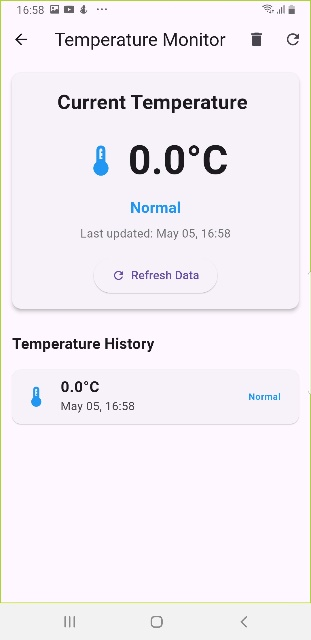 16:58
Temperature Monitor
Current Temperature
0.0°C
Normal
Last updated: May 05, 16:58
Refresh Data
Temperature History
0.0°C
May 05, 16:58
Normal